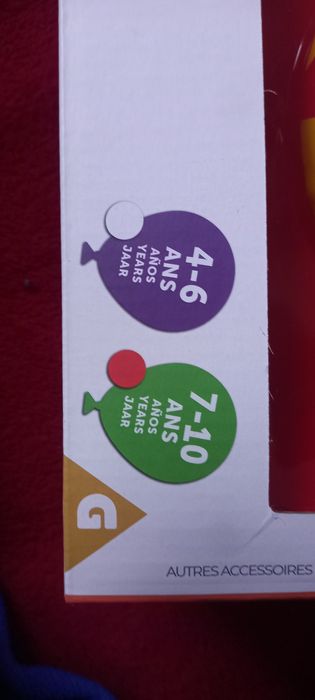 4-6
ANS
AÑOS
YEARS
JAAR
7-10
ANS
AÑOS
YEARS
JAAR
G
AUTRES ACCESSOIRES